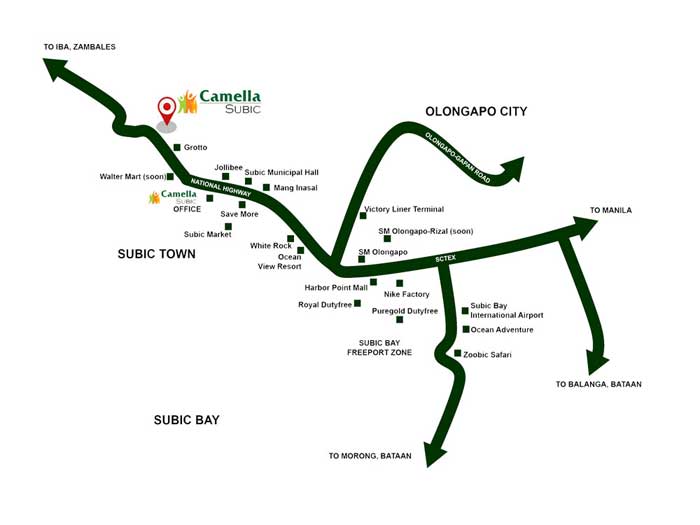 TO IBA, ZAMBALES
Camella
SUBIC
OLONGAPO CITY
OLONGAPO-GAPAN ROAD
Grotto
Jollibee
Subic Municipal Hall
Walter Mart (soon)
NATIONAL HIGHWAY
Mang Inasal
Camella
SUBIC
OFFICE
Save More
Subic Market
Victory Liner Terminal
TO MANILA
SM Olongapo-Rizal (soon)
White Rock
SUBIC TOWN
Ocean
View Resort
SM Olongapo
SCTEX
Harbor Point Mall
Nike Factory
Royal Dutyfree
Puregold Dutyfree
Subic Bay
International Airport
Ocean Adventure
SUBIC BAY
FREEPORT ZONE
Zoobic Safari
TO BALANGA, BATAAN
SUBIC BAY
TO MORONG, BATAAN